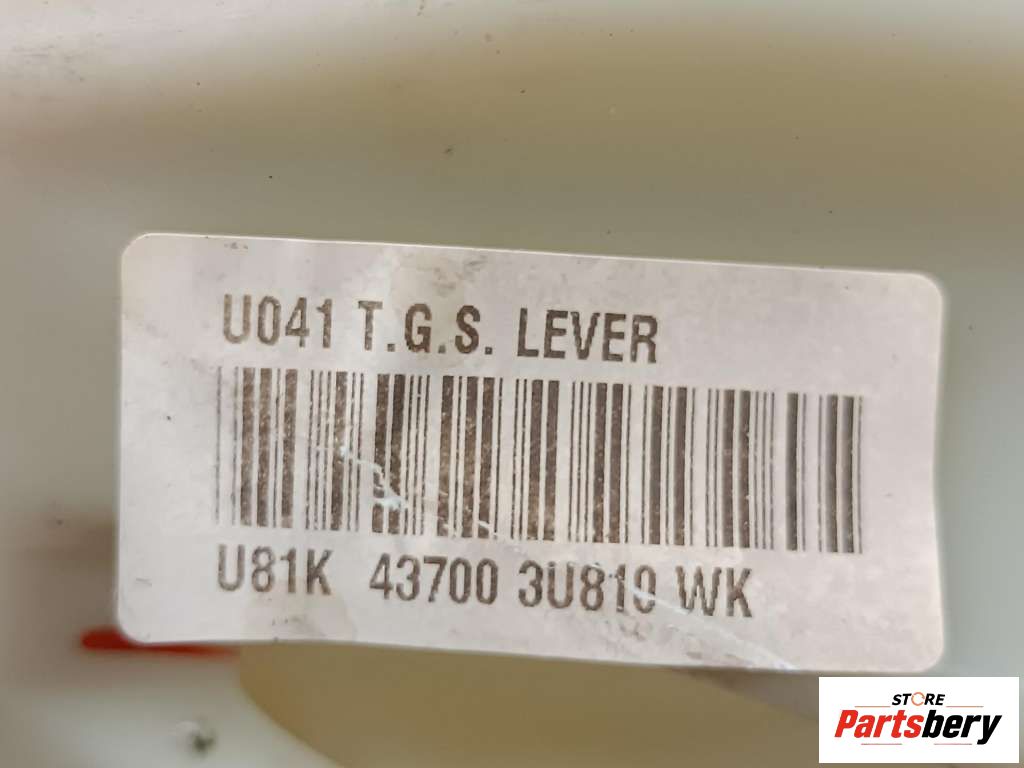 U041 T.G.S. LEVER
U81K 43700 3U810 WK
STORE
Partsbery